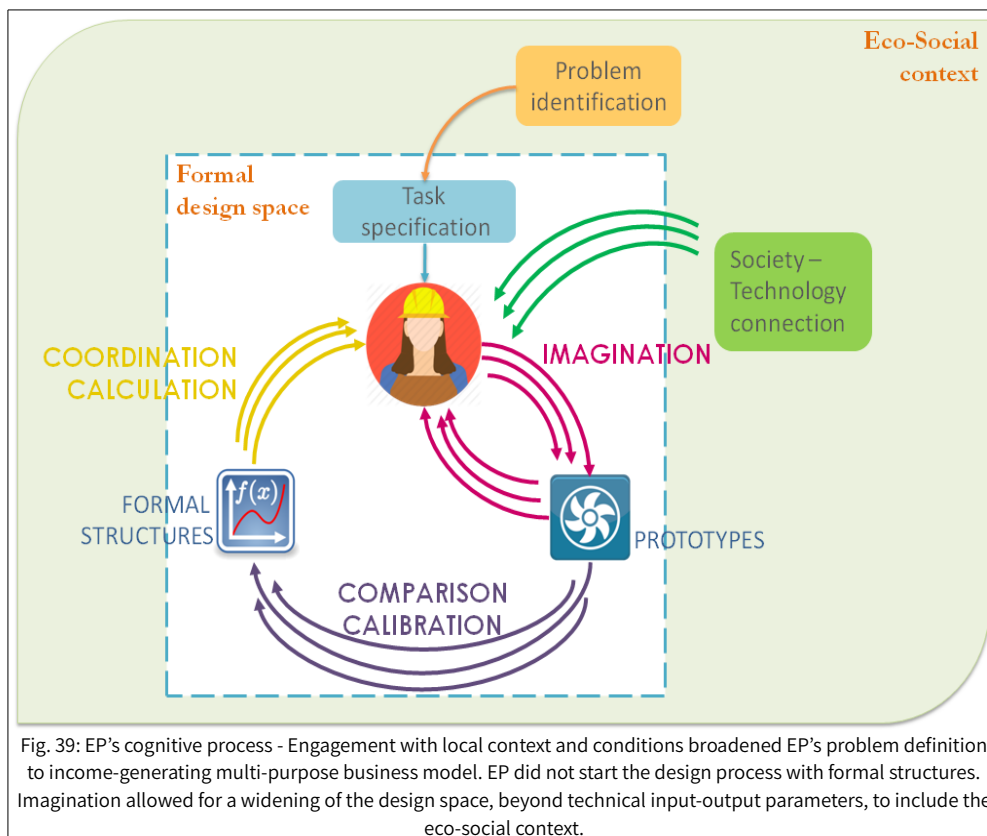 Eco-Social
context
Problem
identification
Formal
design space
Task
specification
Society –
Technology
connection
COORDINATION
CALCULATION
IMAGINATION
f(x)
FORMAL
STRUCTURES
PROTOTYPES
COMPARISON
CALIBRATION
Fig. 39: EP’s cognitive process - Engagement with local context and conditions broadened EP’s problem definition
to income-generating multi-purpose business model. EP did not start the design process with formal structures.
Imagination allowed for a widening of the design space, beyond technical input-output parameters, to include the
eco-social context.